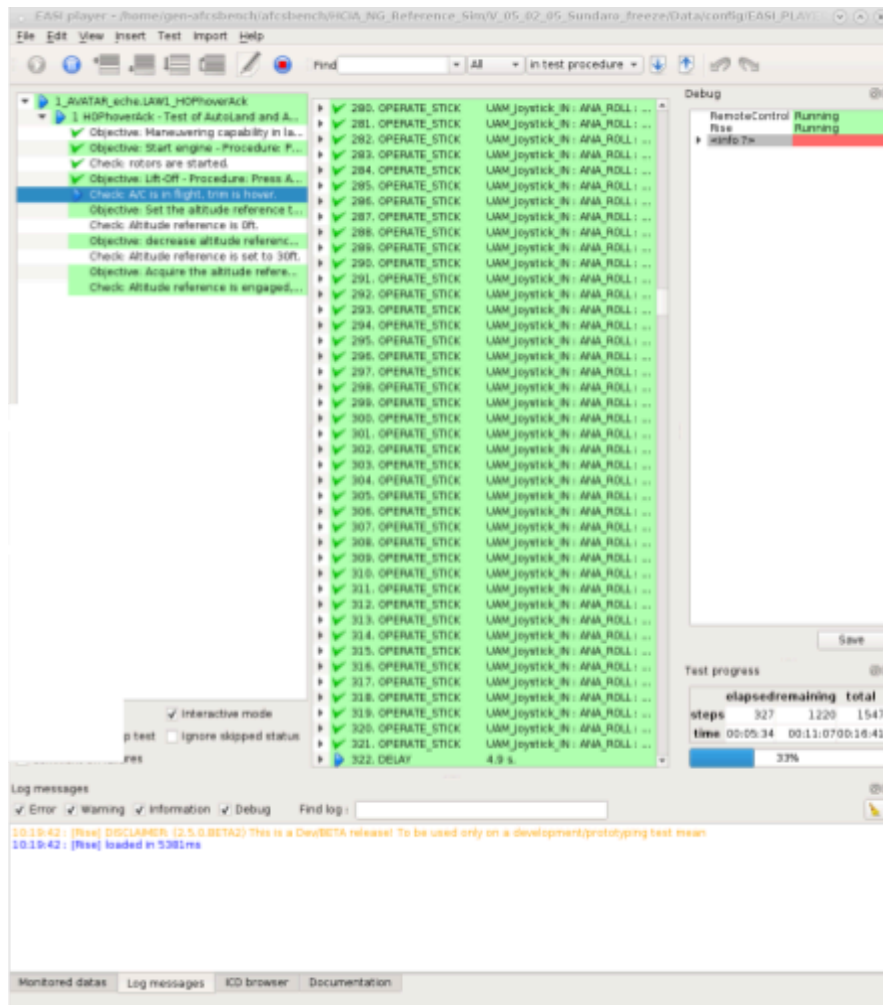 EASI player - /home/gen-afcsbench/afcsbench/HCIA_NG_Reference_Sim/V_05_02_05_Sundaro_freeze/Data/config/EASI_PLAY
File Edit View Insert Test Import Help
Find All in test procedure
1_AVATAR_eche.LAW1_HOPhoverAck
1 HOPhoverAck - Test of AutoLand and A...
Objective: Maneuvering capability in la...
Objective: Start engine - Procedure: P...
Check: rotors are started.
Objective: Lift-Off - Procedure: Press A...
Check: A/C is in flight, trim is hover.
Objective: Set the altitude reference t...
Check: Altitude reference is 0ft.
Objective: decrease altitude referenc...
Check: Altitude reference is set to 30ft.
Objective: Acquire the altitude refere...
Check: Altitude reference is engaged,...
Interactive mode
p test Ignore skipped status
280. OPERATE_STICK UAM_Joystick_IN : ANA_ROLL : ...
281. OPERATE_STICK UAM_Joystick_IN : ANA_ROLL : ...
282. OPERATE_STICK UAM_Joystick_IN : ANA_ROLL : ...
283. OPERATE_STICK UAM_Joystick_IN : ANA_ROLL : ...
284. OPERATE_STICK UAM_Joystick_IN : ANA_ROLL : ...
285. OPERATE_STICK UAM_Joystick_IN : ANA_ROLL : ...
286. OPERATE_STICK UAM_Joystick_IN : ANA_ROLL : ...
287. OPERATE_STICK UAM_Joystick_IN : ANA_ROLL : ...
288. OPERATE_STICK UAM_Joystick_IN : ANA_ROLL : ...
289. OPERATE_STICK UAM_Joystick_IN : ANA_ROLL : ...
290. OPERATE_STICK UAM_Joystick_IN : ANA_ROLL : ...
291. OPERATE_STICK UAM_Joystick_IN : ANA_ROLL : ...
292. OPERATE_STICK UAM_Joystick_IN : ANA_ROLL : ...
293. OPERATE_STICK UAM_Joystick_IN : ANA_ROLL : ...
294. OPERATE_STICK UAM_Joystick_IN : ANA_ROLL : ...
295. OPERATE_STICK UAM_Joystick_IN : ANA_ROLL : ...
296. OPERATE_STICK UAM_Joystick_IN : ANA_ROLL : ...
297. OPERATE_STICK UAM_Joystick_IN : ANA_ROLL : ...
298. OPERATE_STICK UAM_Joystick_IN : ANA_ROLL : ...
299. OPERATE_STICK UAM_Joystick_IN : ANA_ROLL : ...
300. OPERATE_STICK UAM_Joystick_IN : ANA_ROLL : ...
301. OPERATE_STICK UAM_Joystick_IN : ANA_ROLL : ...
302. OPERATE_STICK UAM_Joystick_IN : ANA_ROLL : ...
303. OPERATE_STICK UAM_Joystick_IN : ANA_ROLL : ...
304. OPERATE_STICK UAM_Joystick_IN : ANA_ROLL : ...
305. OPERATE_STICK UAM_Joystick_IN : ANA_ROLL : ...
306. OPERATE_STICK UAM_Joystick_IN : ANA_ROLL : ...
307. OPERATE_STICK UAM_Joystick_IN : ANA_ROLL : ...
308. OPERATE_STICK UAM_Joystick_IN : ANA_ROLL : ...
309. OPERATE_STICK UAM_Joystick_IN : ANA_ROLL : ...
310. OPERATE_STICK UAM_Joystick_IN : ANA_ROLL : ...
311. OPERATE_STICK UAM_Joystick_IN : ANA_ROLL : ...
312. OPERATE_STICK UAM_Joystick_IN : ANA_ROLL : ...
313. OPERATE_STICK UAM_Joystick_IN : ANA_ROLL : ...
314. OPERATE_STICK UAM_Joystick_IN : ANA_ROLL : ...
315. OPERATE_STICK UAM_Joystick_IN : ANA_ROLL : ...
316. OPERATE_STICK UAM_Joystick_IN : ANA_ROLL : ...
317. OPERATE_STICK UAM_Joystick_IN : ANA_ROLL : ...
318. OPERATE_STICK UAM_Joystick_IN : ANA_ROLL : ...
319. OPERATE_STICK UAM_Joystick_IN : ANA_ROLL : ...
320. OPERATE_STICK UAM_Joystick_IN : ANA_ROLL : ...
321. OPERATE_STICK UAM_Joystick_IN : ANA_ROLL : ...
322. DELAY 4.9 s.
Debug
RemoteControl Running
Rise Running
<info ?>
Save
Test progress
elapsed remaining total
steps 327 1220 1547
time 00:05:34 00:11:07 00:16:41
33%
Log messages
Error Warning Information Debug Find log :
10:19:42 : [Rise] DISCLAIMER: (2.5.0.BETA2) This is a Dev/BETA release! To be used only on a development/prototyping test mean
10:19:42 : [Rise] loaded in 5381ms
Monitored datas Log messages ICD browser Documentation